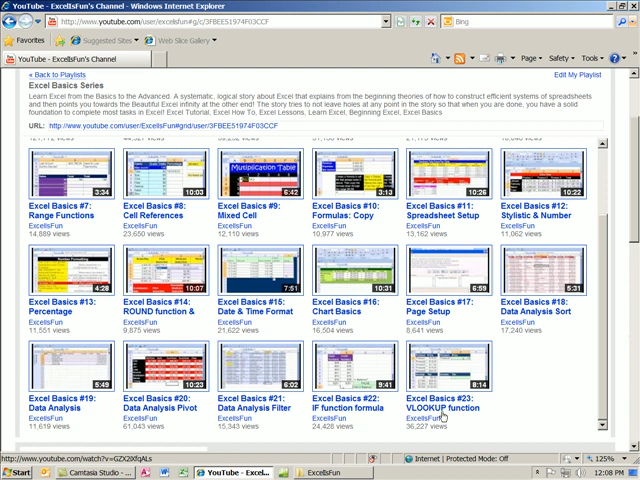 YouTube - ExcelIsFun's Channel - Windows Internet Explorer
http://www.youtube.com/user/excelisfun#g/c/3FBEE51974F03CCF
Bing
Favorites Suggested Sites Web Slice Gallery
YouTube - ExcelIsFun's Channel
Page Safety Tools
« Back to Playlists Edit My Playlist
Excel Basics Series
Learn Excel from the Basics to the Advanced. A systematic, logical story about Excel that explains from the beginning theories of how to construct efficient systems of spreadsheets
and then points you towards the Beautiful Excel infinity at the other end! The story tries to not leave holes at any point in the story so that when you are done, you have a solid
foundation to complete most tasks in Excel! Excel Tutorial, Excel How To, Excel Lessons, Learn Excel, Beginning Excel, Excel Basics
URL: http://www.youtube.com/user/ExcelIsFun#grid/user/3FBEE51974F03CCF
3:34 10:03 Mutiplication Table 6:42 3:13 10:26 10:22
Excel Basics #7: Excel Basics #8: Excel Basics #9: Excel Basics #10: Excel Basics #11: Excel Basics #12:
Range Functions Cell References Mixed Cell Formulas: Copy Spreadsheet Setup Stylistic & Number
ExcelIsFun ExcelIsFun ExcelIsFun ExcelIsFun ExcelIsFun ExcelIsFun
14,889 views 23,650 views 12,110 views 10,977 views 13,162 views 11,062 views
4:28 10:07 7:51 10:31 6:59 5:31
Excel Basics #13: Excel Basics #14: Excel Basics #15: Excel Basics #16: Excel Basics #17: Excel Basics #18:
Percentage ROUND function & Date & Time Format Chart Basics Page Setup Data Analysis Sort
ExcelIsFun ExcelIsFun ExcelIsFun ExcelIsFun ExcelIsFun ExcelIsFun
11,551 views 9,875 views 21,622 views 16,504 views 8,641 views 17,240 views
5:49 10:23 6:02 9:41 8:14
Excel Basics #19: Excel Basics #20: Excel Basics #21: Excel Basics #22: Excel Basics #23:
Data Analysis Data Analysis Pivot Data Analysis Filter IF function formula VLOOKUP function
ExcelIsFun ExcelIsFun ExcelIsFun ExcelIsFun ExcelIsFun
11,619 views 61,043 views 15,343 views 24,428 views 36,227 views
Internet | Protected Mode: Off 125%
Start Camtasia Studio - ... YouTube - Excel... ExcelIsFun 12:08 PM